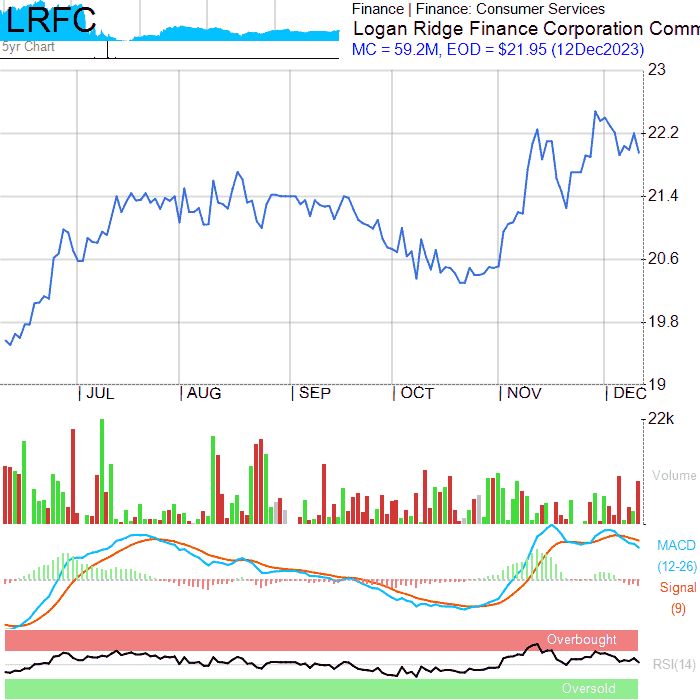 LRFC
5yr Chart
Finance | Finance: Consumer Services
Logan Ridge Finance Corporation Comm
MC = 59.2M, EOD = $21.95 (12Dec2023)
23
22.2
21.4
20.6
19.8
19
JUL AUG SEP OCT NOV DEC
22k
Volume
MACD
(12-26)
Signal
(9)
Overbought
RSI(14)
Oversold